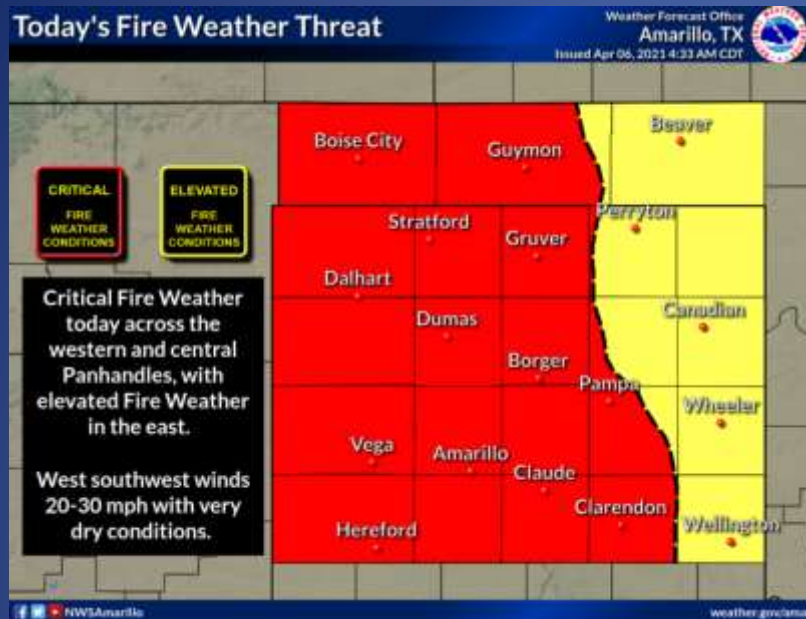 Today's Fire Weather Threat
Weather Forecast Office
Amarillo, TX
Issued Apr 06, 2021 4:33 AM CDT
Boise City
Guymon
Beaver
CRITICAL
FIRE
WEATHER
CONDITIONS
ELEVATED
FIRE
WEATHER
CONDITIONS
Stratford
Gruver
Perryton
Dalhart
Dumas
Canadian
Borger
Pampa
Wheeler
Critical Fire Weather
today across the
western and central
Panhandles, with
elevated Fire Weather
in the east.
West southwest winds
20-30 mph with very
dry conditions.
Vega
Amarillo
Claude
Clarendon
Hereford
Wellington
NWSAmarillo
weather.gov/ama